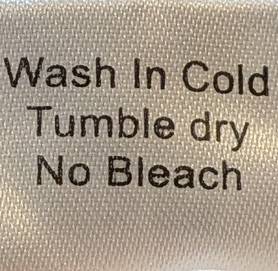 Wash In Cold
Tumble dry
No Bleach